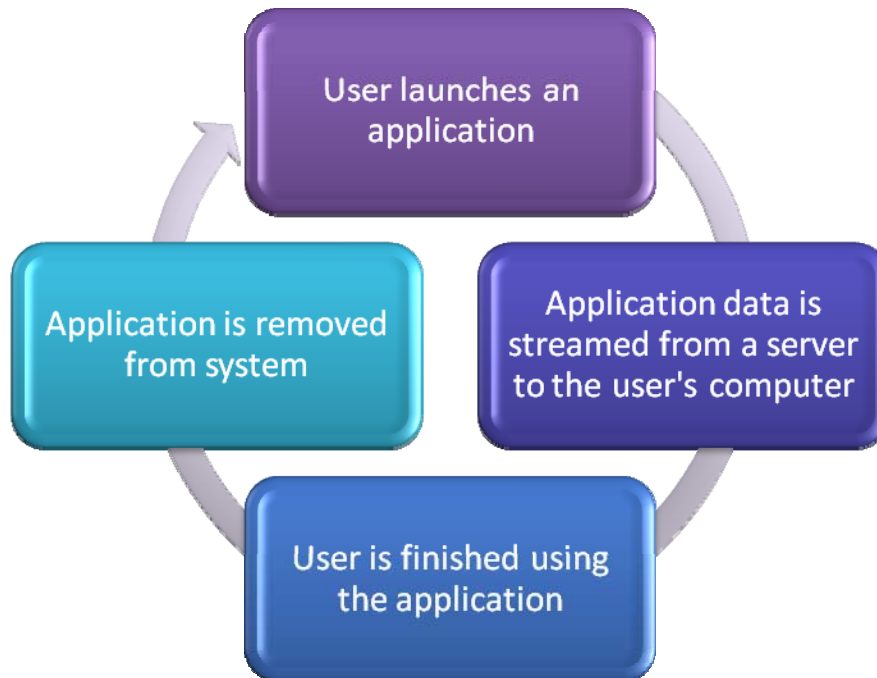 User launches an
application
Application data is
streamed from a server
to the user's computer
User is finished using
the application
Application is removed
from system